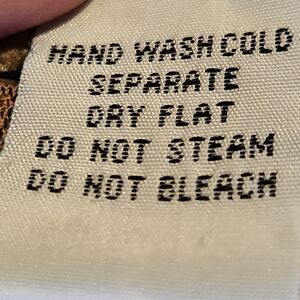 HAND WASH COLD
SEPARATE
DRY FLAT
DO NOT STEAM
DO NOT BLEACH